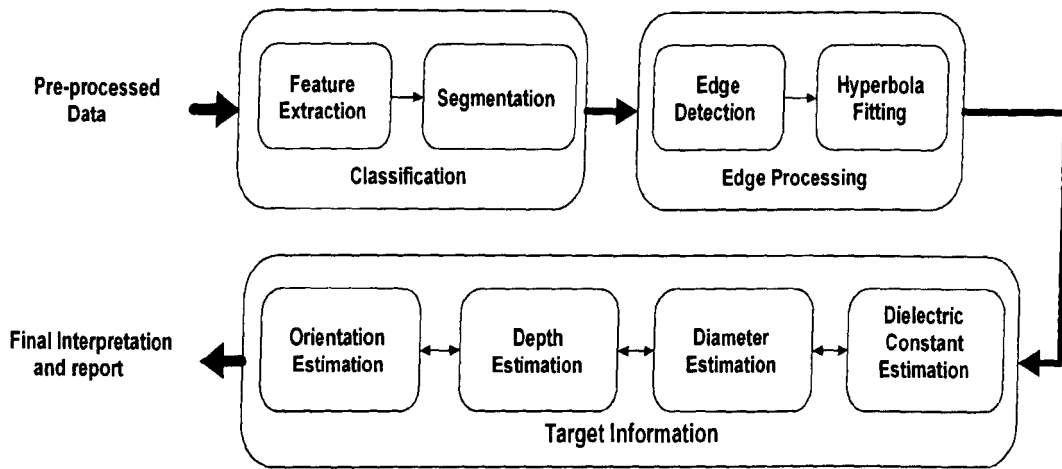 Pre-processed
Data
Feature
Extraction
Segmentation
Classification
Edge
Detection
Hyperbola
Fitting
Edge Processing
Final Interpretation
and report
Orientation
Estimation
Depth
Estimation
Diameter
Estimation
Dielectric
Constant
Estimation
Target Information